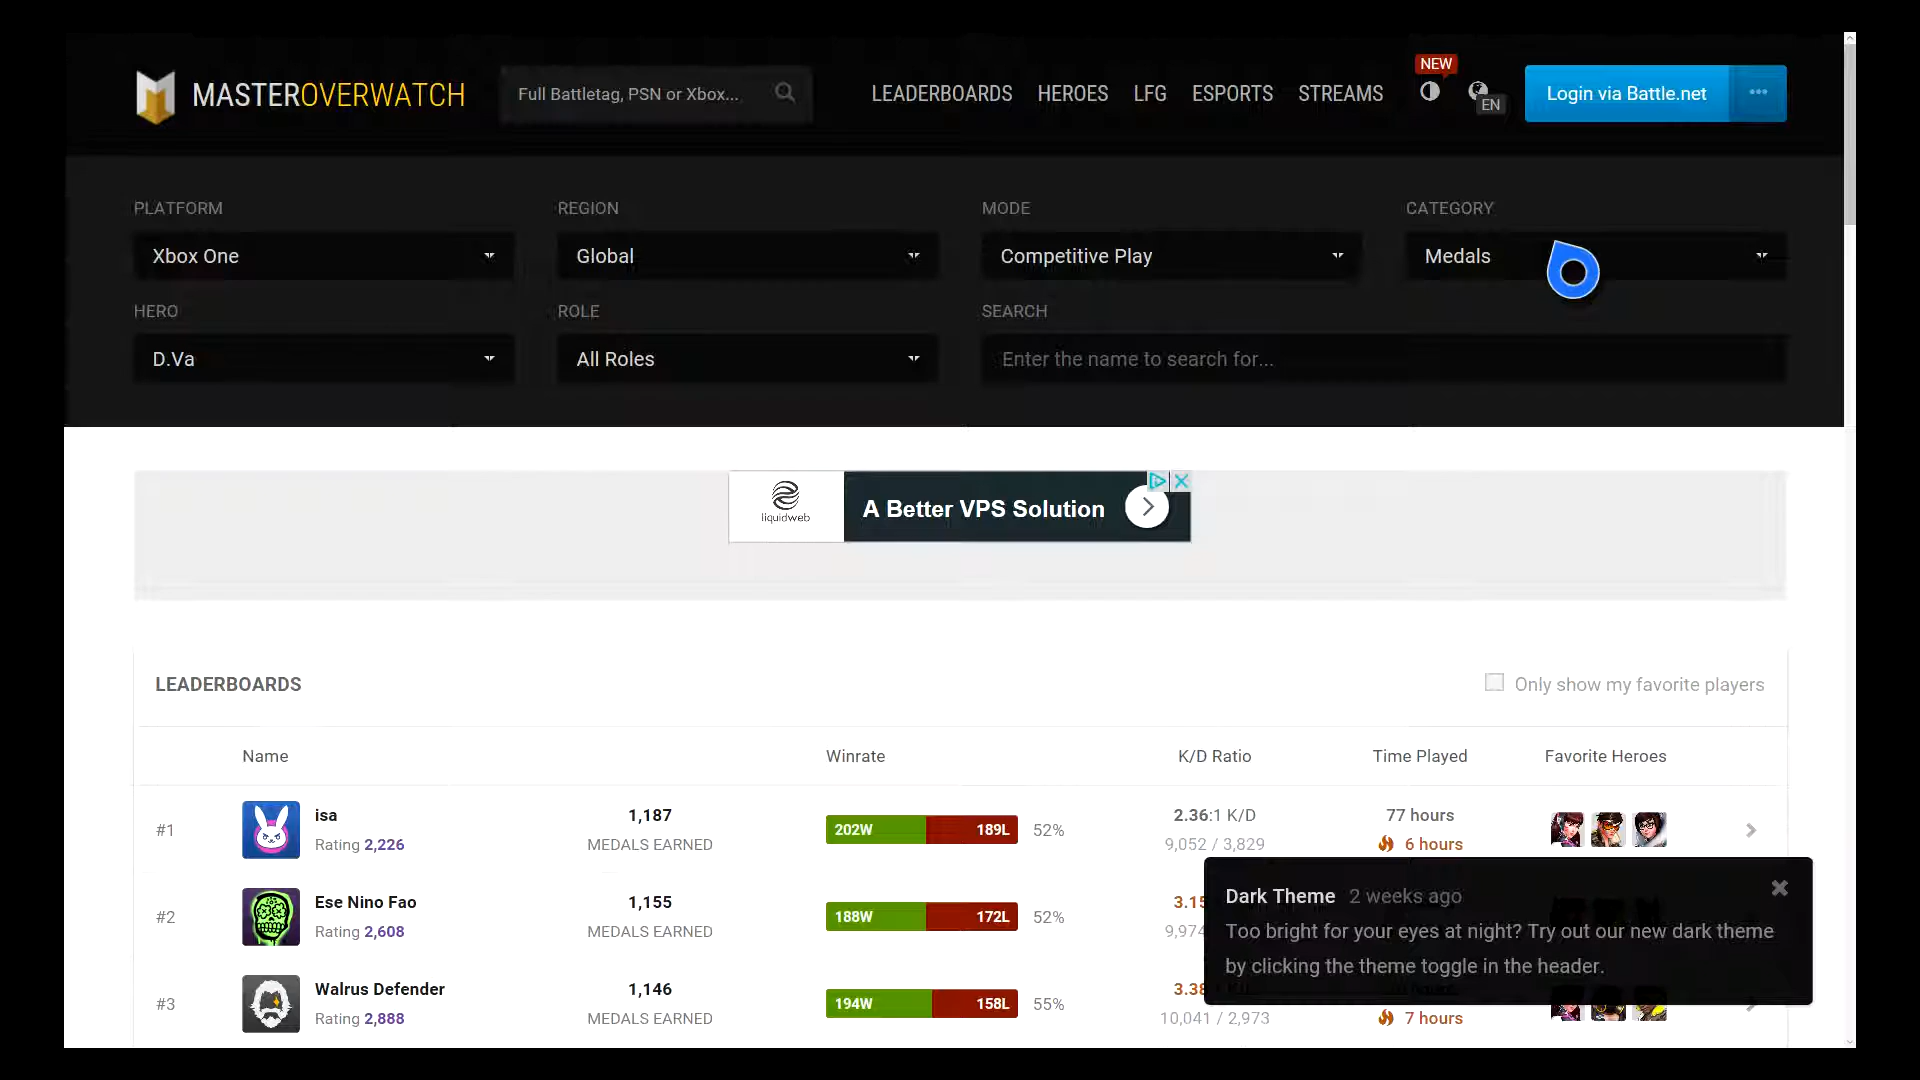 MASTEROVERWATCH
Full Battletag, PSN or Xbox...
LEADERBOARDS
HEROES
LFG
ESPORTS
STREAMS
NEW
EN
Login via Battle.net
PLATFORM
REGION
MODE
CATEGORY
Xbox One
Global
Competitive Play
Medals
HERO
ROLE
SEARCH
D.Va
All Roles
Enter the name to search for...
liquidweb
A Better VPS Solution
LEADERBOARDS
Only show my favorite players
Name
Winrate
K/D Ratio
Time Played
Favorite Heroes
#1
isa
Rating 2,226
1,187
MEDALS EARNED
202W
189L
52%
2.36:1 K/D
9,052 / 3,829
77 hours
6 hours
#2
Ese Nino Fao
Rating 2,608
1,155
MEDALS EARNED
188W
172L
52%
3.15
9,974
#3
Walrus Defender
Rating 2,888
1,146
MEDALS EARNED
194W
158L
55%
3.38
10,041 / 2,973
7 hours
Dark Theme 2 weeks ago
Too bright for your eyes at night? Try out our new dark theme
by clicking the theme toggle in the header.